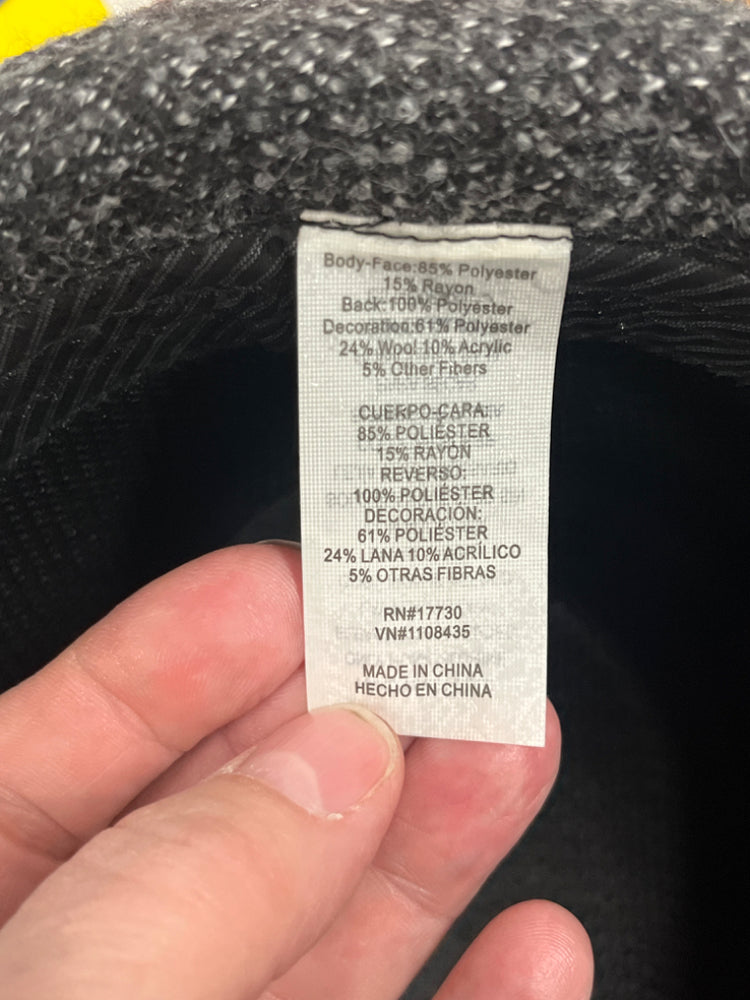 Body-Face:85% Polyester
15% Rayon
Back:100% Polyester
Decoration:61% Polyester
24% Wool 10% Acrylic
5% Other Fibers
CUERPO-CARA:
85% POLIÉSTER
15% RAYÓN
REVERSO:
100% POLIÉSTER
DECORACIÓN:
61% POLIÉSTER
24% LANA 10% ACRÍLICO
5% OTRAS FIBRAS
RN#17730
VN#1108435
MADE IN CHINA
HECHO EN CHINA